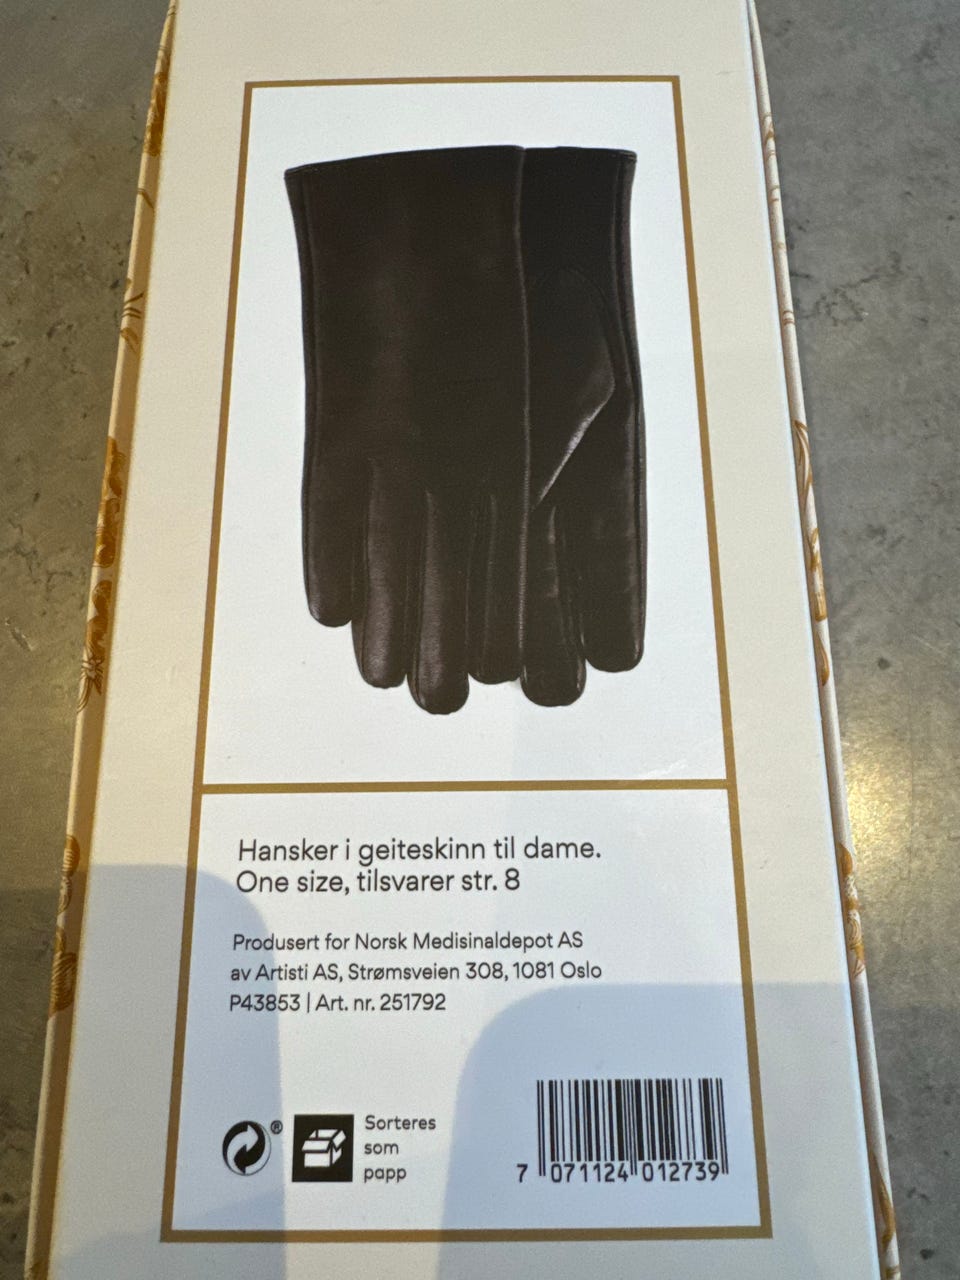 Hansker i geiteskinn til dame.
One size, tilsvarer str. 8
Produsert for Norsk Medisinaldepot AS
av Artisti AS, Strømsveien 308, 1081 Oslo
P43853 | Art. nr. 251792
®
Sorteres
som
papp
7 071124 012739